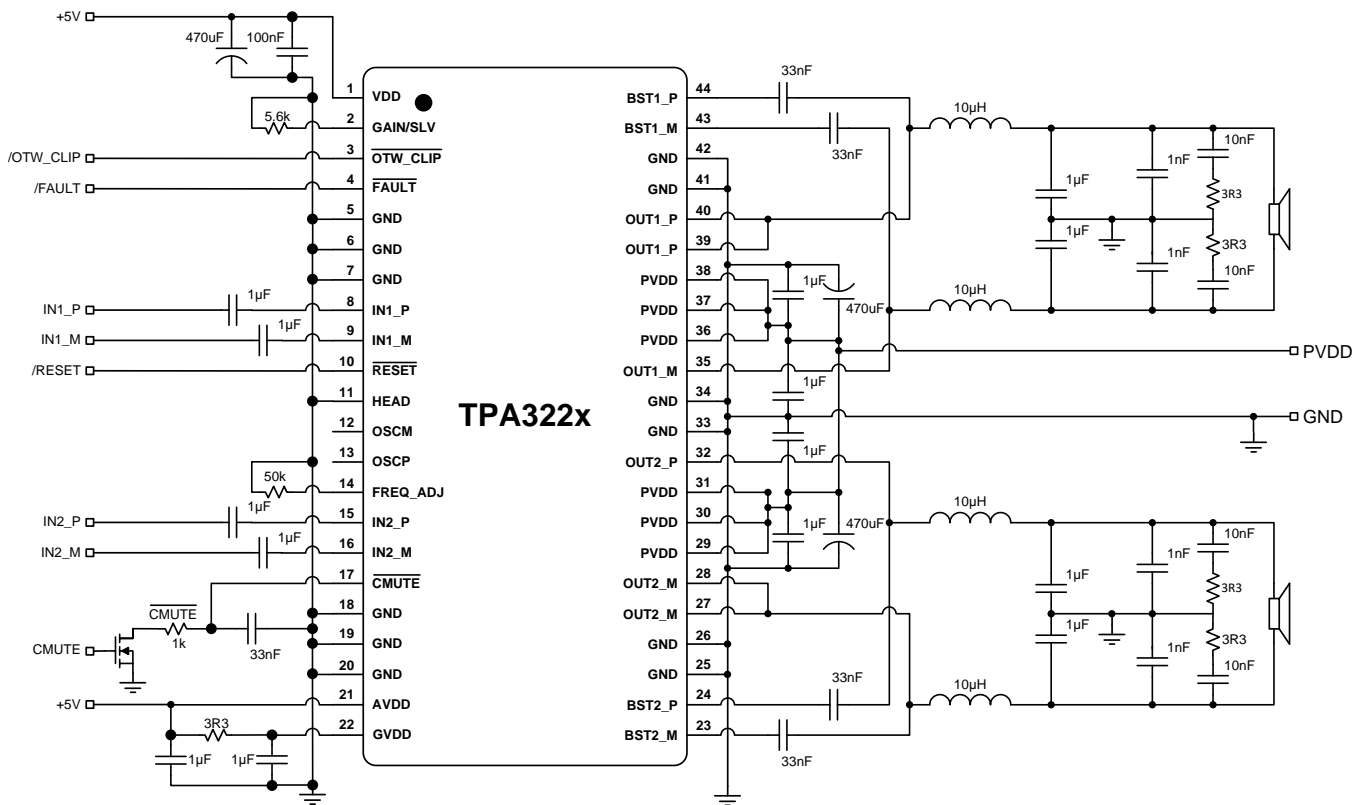 +5V
470uF
100nF
5.6k
/OTW_CLIP
/FAULT
1µF
IN1_P
1µF
IN1_M
/RESET
50k
1µF
IN2_P
1µF
IN2_M
CMUTE
1k
33nF
CMUTE
+5V
3R3
1µF
1µF
TPA322x
1 VDD
2 GAIN/SLV
3 OTW_CLIP
4 FAULT
5 GND
6 GND
7 GND
8 IN1_P
9 IN1_M
10 RESET
11 HEAD
12 OSCM
13 OSCP
14 FREQ_ADJ
15 IN2_P
16 IN2_M
17 CMUTE
18 GND
19 GND
20 GND
21 AVDD
22 GVDD
BST1_P 44
BST1_M 43
GND 42
GND 41
OUT1_P 40
OUT1_P 39
PVDD 38
PVDD 37
PVDD 36
OUT1_M 35
GND 34
GND 33
OUT2_P 32
PVDD 31
PVDD 30
PVDD 29
OUT2_M 28
OUT2_M 27
GND 26
GND 25
BST2_P 24
BST2_M 23
33nF
33nF
10µH
1µF
1µF
1nF
1nF
10nF
3R3
3R3
10nF
10µH
1µF
470uF
PVDD
1µF
GND
1µF
1µF
470uF
10µH
1µF
1µF
1nF
1nF
10nF
3R3
3R3
10nF
10µH
33nF
33nF